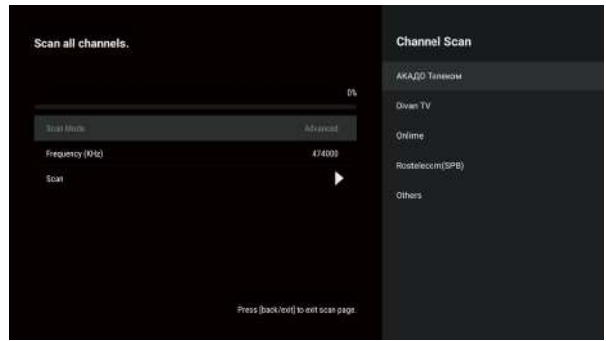 Scan all channels.
0%
Scan Mode Advanced
Frequency (KHz) 474000
Scan
Press [back/exit] to exit scan page.
Channel Scan
АКАДО Телеком
Divan TV
Onlime
Rostelecom(SPB)
Others